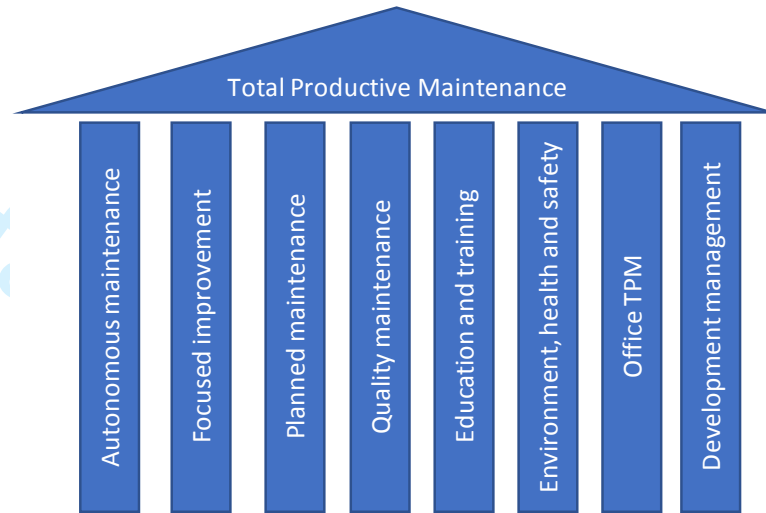 Total Productive Maintenance
Autonomous maintenance
Focused improvement
Planned maintenance
Quality maintenance
Education and training
Environment, health and safety
Office TPM
Development management